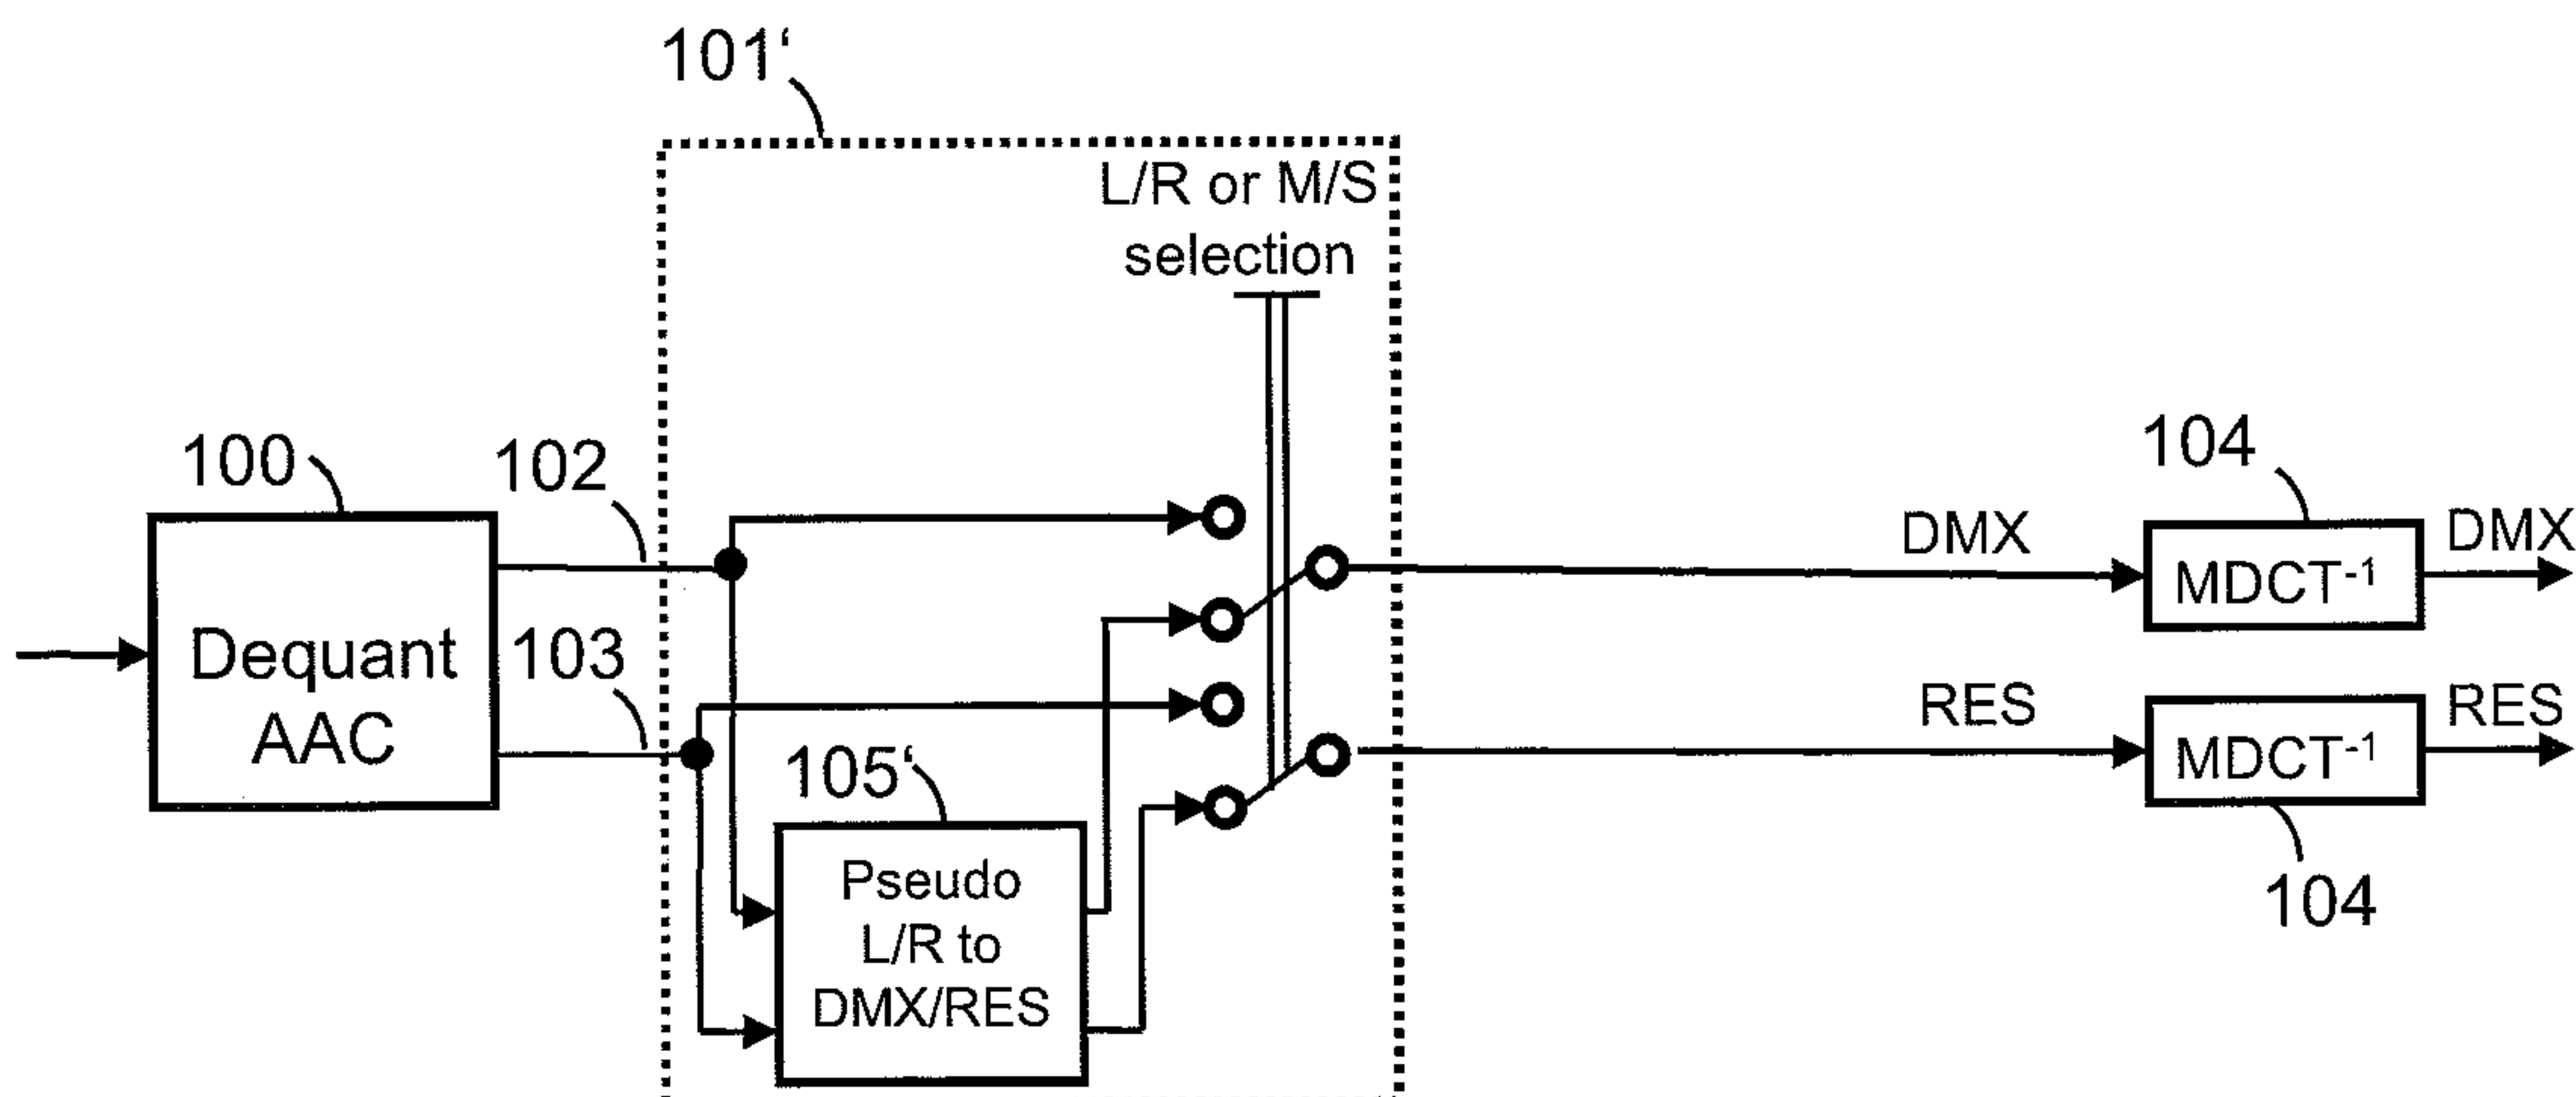 101‘
L/R or M/S
selection
100
102
104
DMX
DMX
MDCT-1
Dequant
AAC
103
RES
RES
MDCT-1
105‘
Pseudo
L/R to
DMX/RES
104